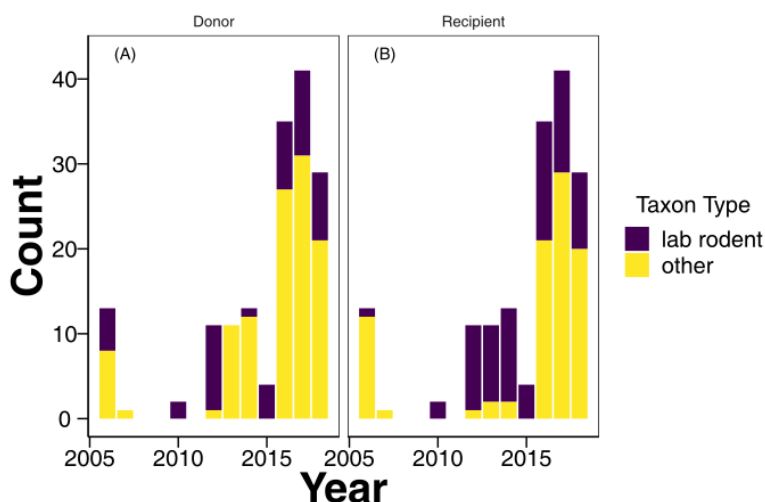 Donor
Recipient
(A)
(B)
40
30
20
10
0
Count
2005
2010
2015
2005
2010
2015
Year
Taxon Type
lab rodent
other